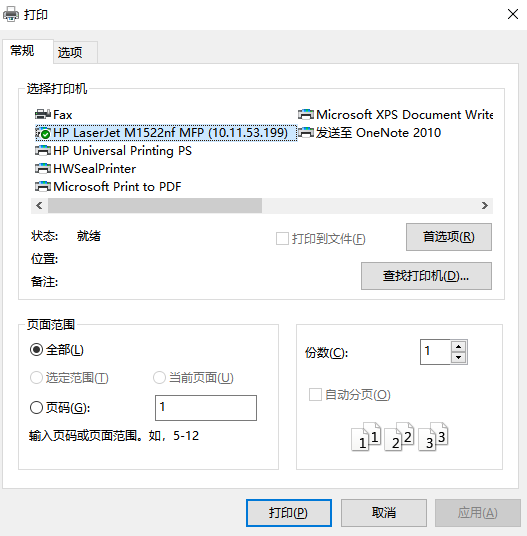 打印
常规
选项
选择打印机
Fax
Microsoft XPS Document Write
HP LaserJet M1522nf MFP (10.11.53.199)
发送至 OneNote 2010
HP Universal Printing PS
HWSealPrinter
Microsoft Print to PDF
状态: 就绪
打印到文件(F)
首选项(R)
位置:
备注:
查找打印机(D)...
页面范围
全部(L)
选定范围(T)
当前页面(U)
页码(G): 1
输入页码或页面范围。如，5-12
份数(C): 1
自动分页(O)
1 1 2 2 3 3
打印(P)
取消
应用(A)